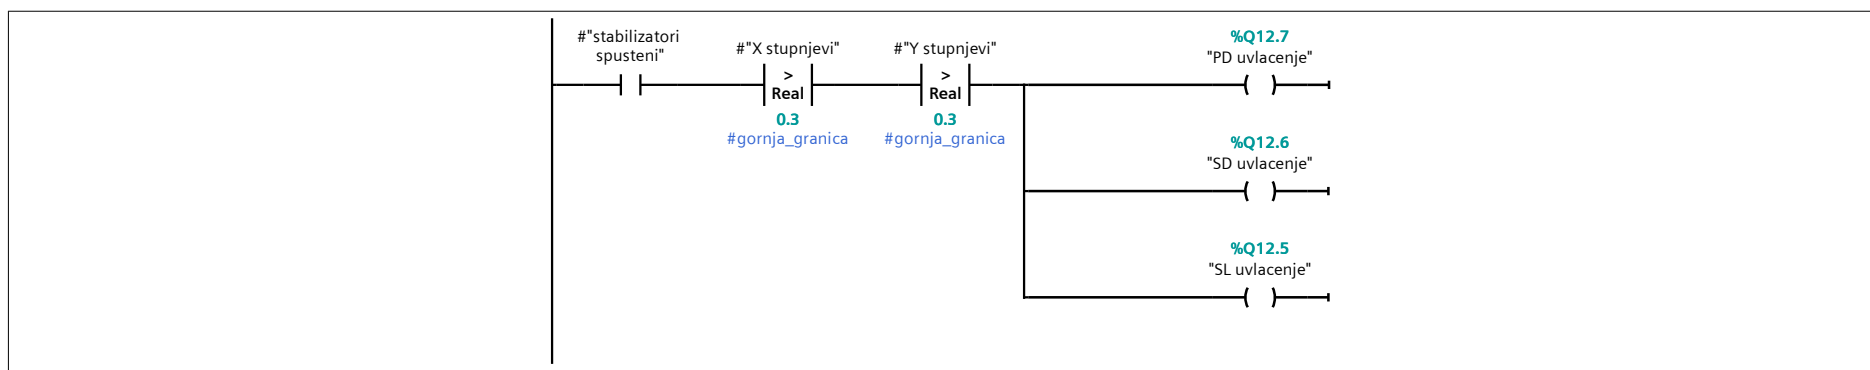 #"stabilizatori
spusteni"
#"X stupnjevi"
>
Real
0.3
#gornja_granica
#"Y stupnjevi"
>
Real
0.3
#gornja_granica
%Q12.7
"PD uvlacenje"
%Q12.6
"SD uvlacenje"
%Q12.5
"SL uvlacenje"